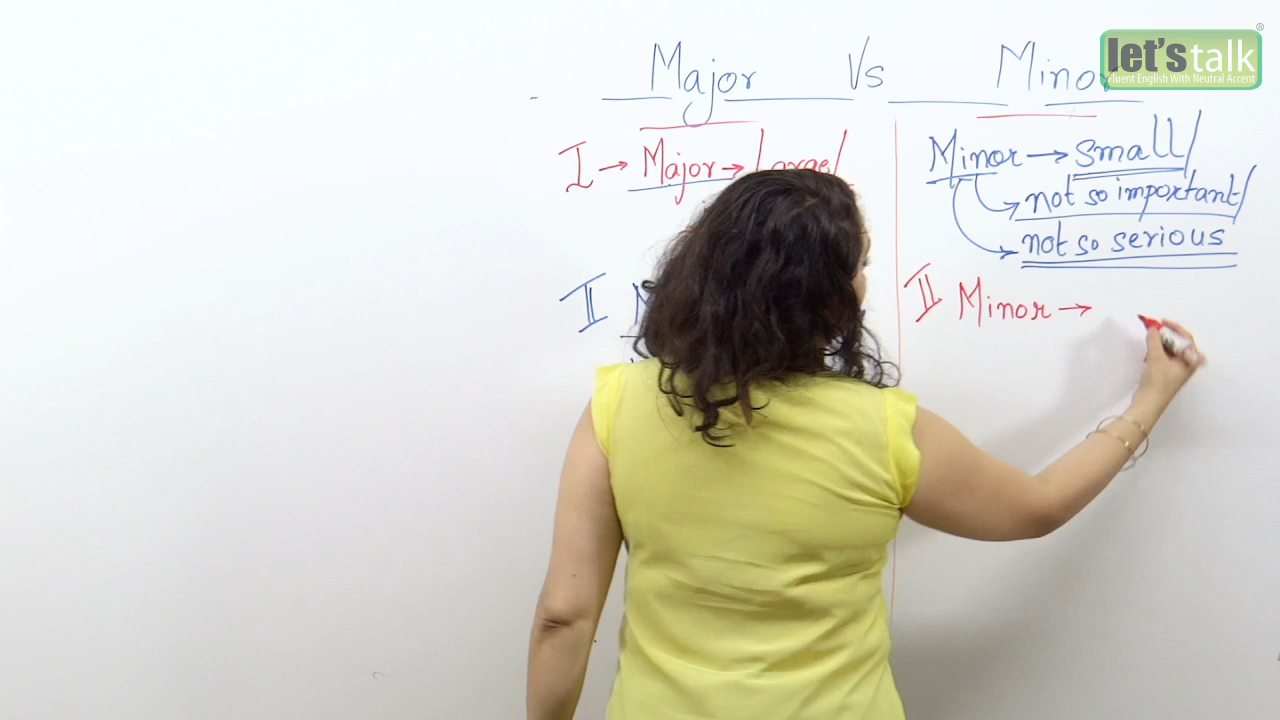 Major Vs Minor
let's talk
Fluent English With Neutral Accent
I → Major → Large/
Minor → small/
not so important/
not so serious
II
II Minor →